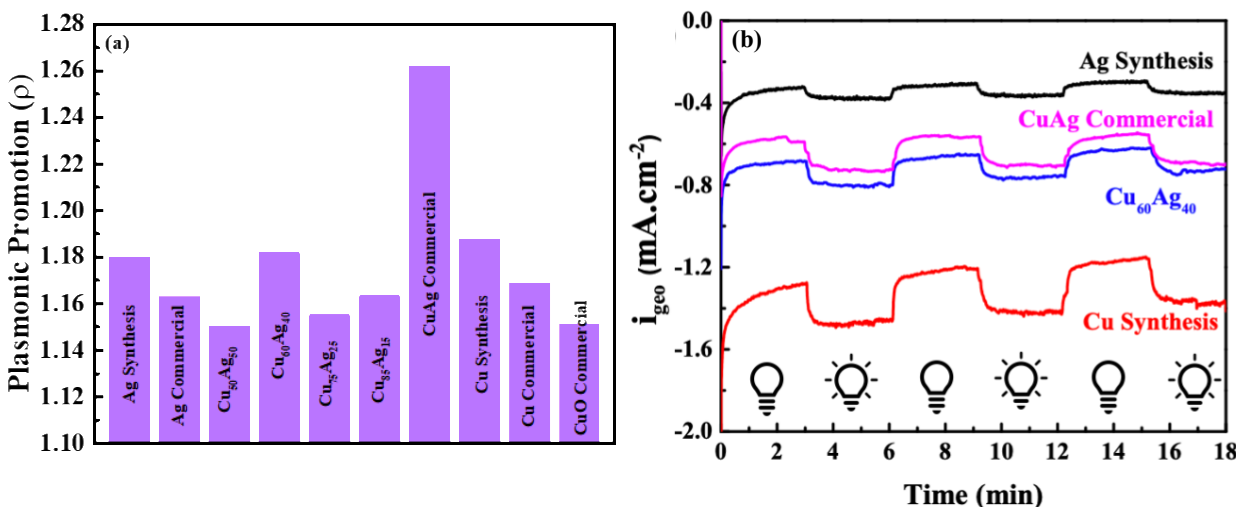 (a)
Plasmonic Promotion (ρ)
1.28
1.26
1.24
1.22
1.20
1.18
1.16
1.14
1.12
1.10
Ag Synthesis
Ag Commercial
Cu₅₀Ag₅₀
Cu₆₀Ag₄₀
Cu₇₅Ag₂₅
Cu₈₅Ag₁₅
CuAg Commercial
Cu Synthesis
Cu Commercial
CuO Commercial
(b)
i_geo (mA.cm⁻²)
0.0
-0.4
-0.8
-1.2
-1.6
-2.0
Ag Synthesis
CuAg Commercial
Cu₆₀Ag₄₀
Cu Synthesis
0 2 4 6 8 10 12 14 16 18
Time (min)